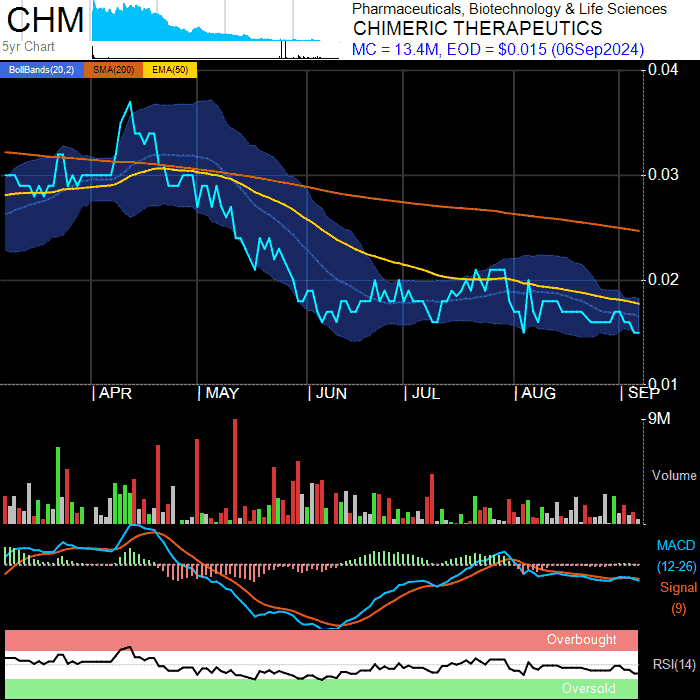 CHM
5yr Chart
Pharmaceuticals, Biotechnology & Life Sciences
CHIMERIC THERAPEUTICS
MC = 13.4M, EOD = $0.015 (06Sep2024)
BollBands(20,2) SMA(200) EMA(50)
0.04
0.03
0.02
0.01
| APR | MAY | JUN | JUL | AUG | SEP
9M
Volume
MACD
(12-26)
Signal
(9)
Overbought
RSI(14)
Oversold